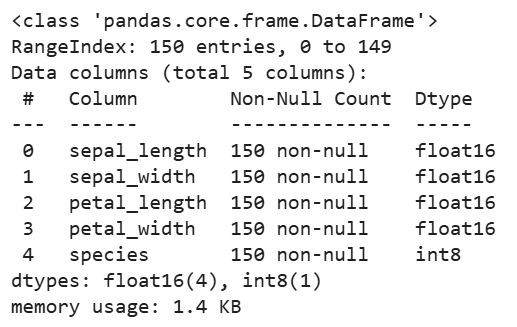 <class 'pandas.core.frame.DataFrame'>
RangeIndex: 150 entries, 0 to 149
Data columns (total 5 columns):
 #   Column        Non-Null Count  Dtype
---  ------        --------------  -----
 0   sepal_length  150 non-null    float16
 1   sepal_width   150 non-null    float16
 2   petal_length  150 non-null    float16
 3   petal_width   150 non-null    float16
 4   species       150 non-null    int8
dtypes: float16(4), int8(1)
memory usage: 1.4 KB